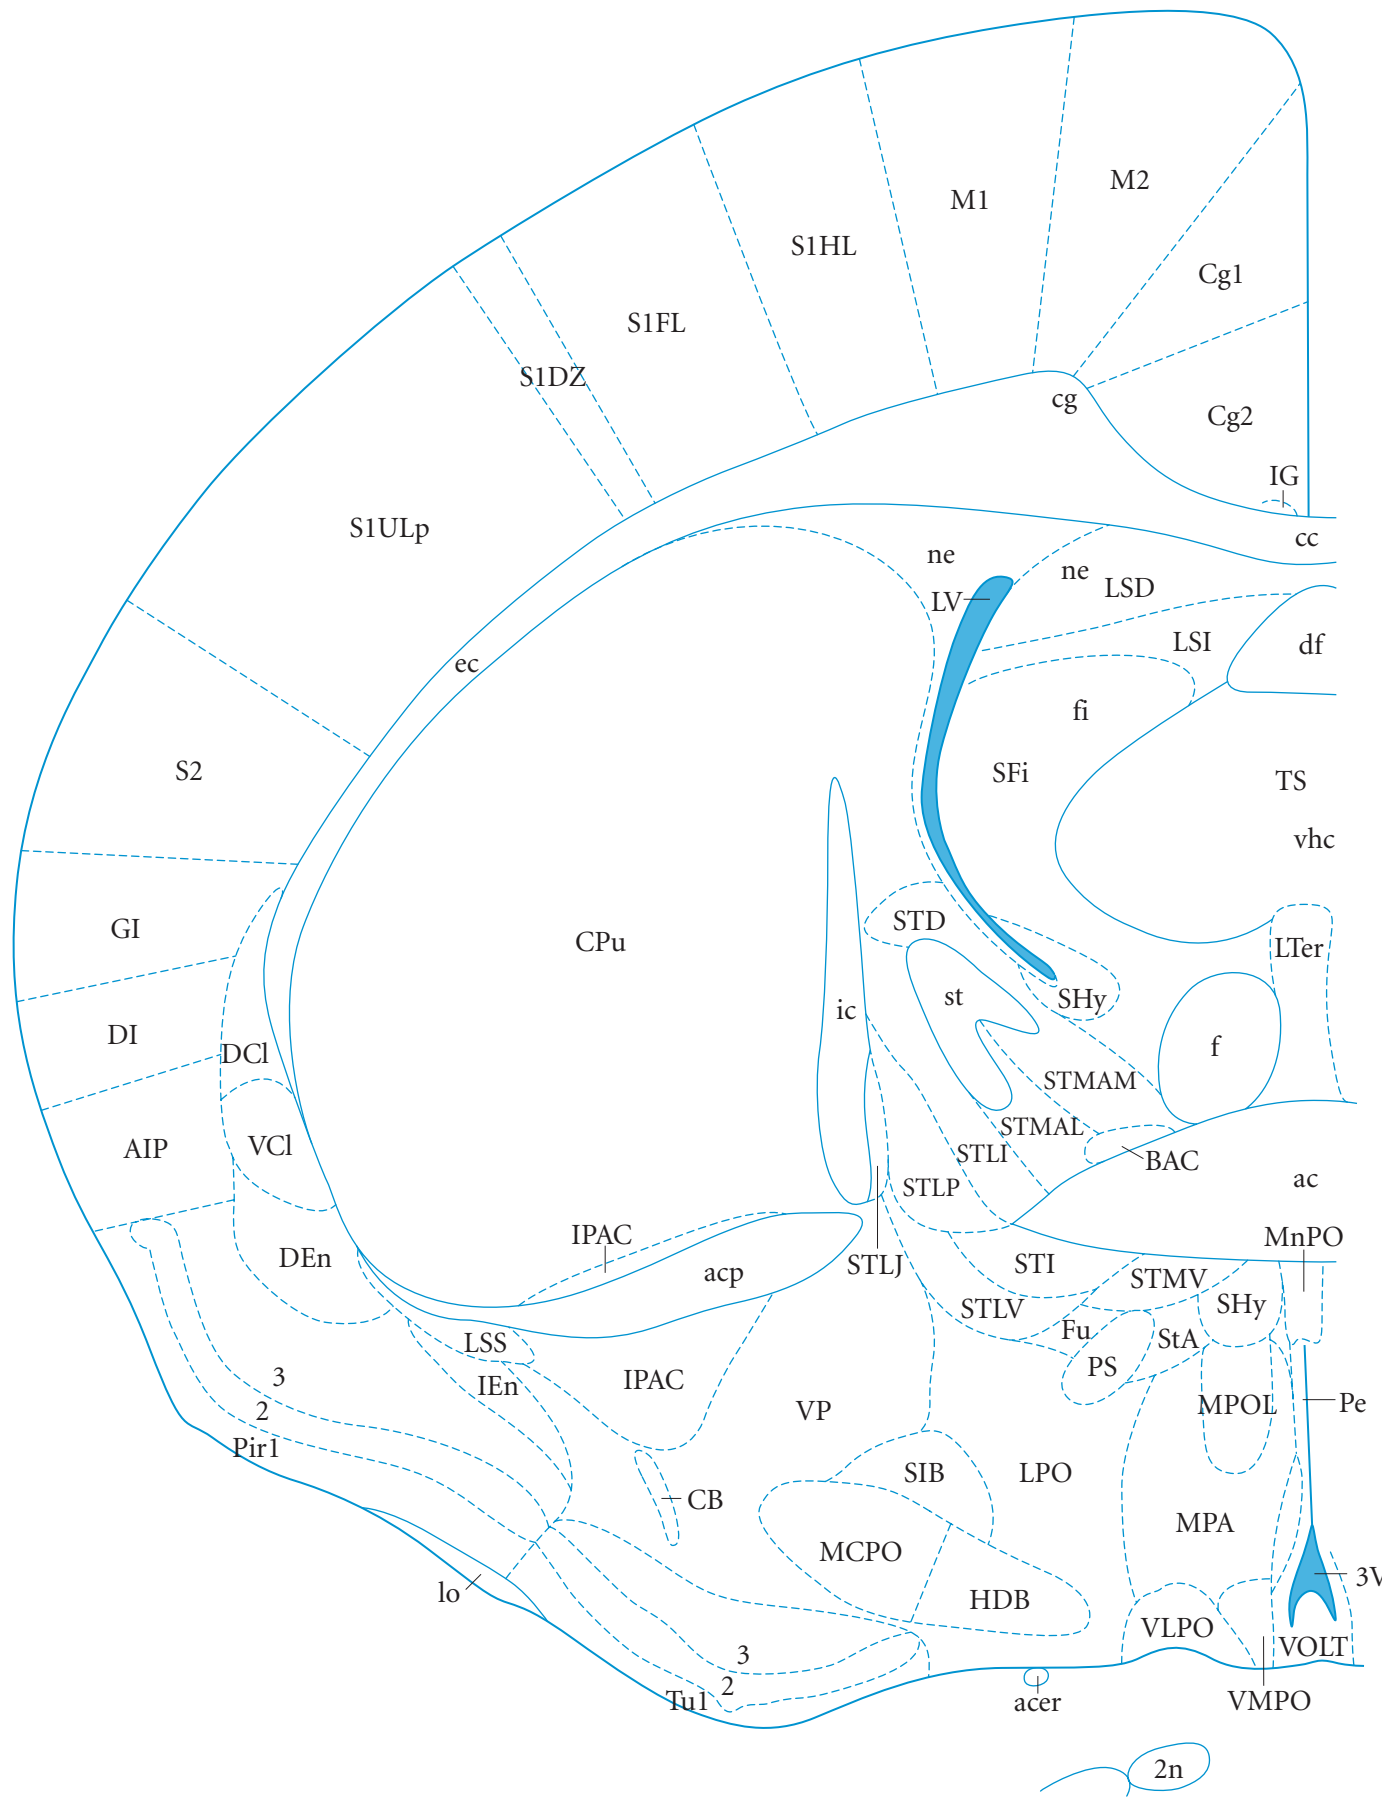 M2
M1
S1HL
Cg1
S1FL
S1DZ
cg
Cg2
IG
S1ULp
cc
ne
ne
LSD
LV
LSI
df
ec
fi
S2
SFi
TS
vhc
GI
STD
CPu
LTer
st
SHy
ic
DI
DCl
f
STMAM
STMAL
AIP
VCl
STLI
BAC
STLP
ac
IPAC
MnPO
DEn
acp
STLJ
STI
STMV
STLV
SHy
Fu
StA
LSS
PS
3
IEn
IPAC
MPOL
Pe
2
VP
Pir1
SIB
LPO
CB
MPA
MCPO
3V
lo
HDB
VLPO
VOLT
3
2
Tu1
acer
VMPO
2n